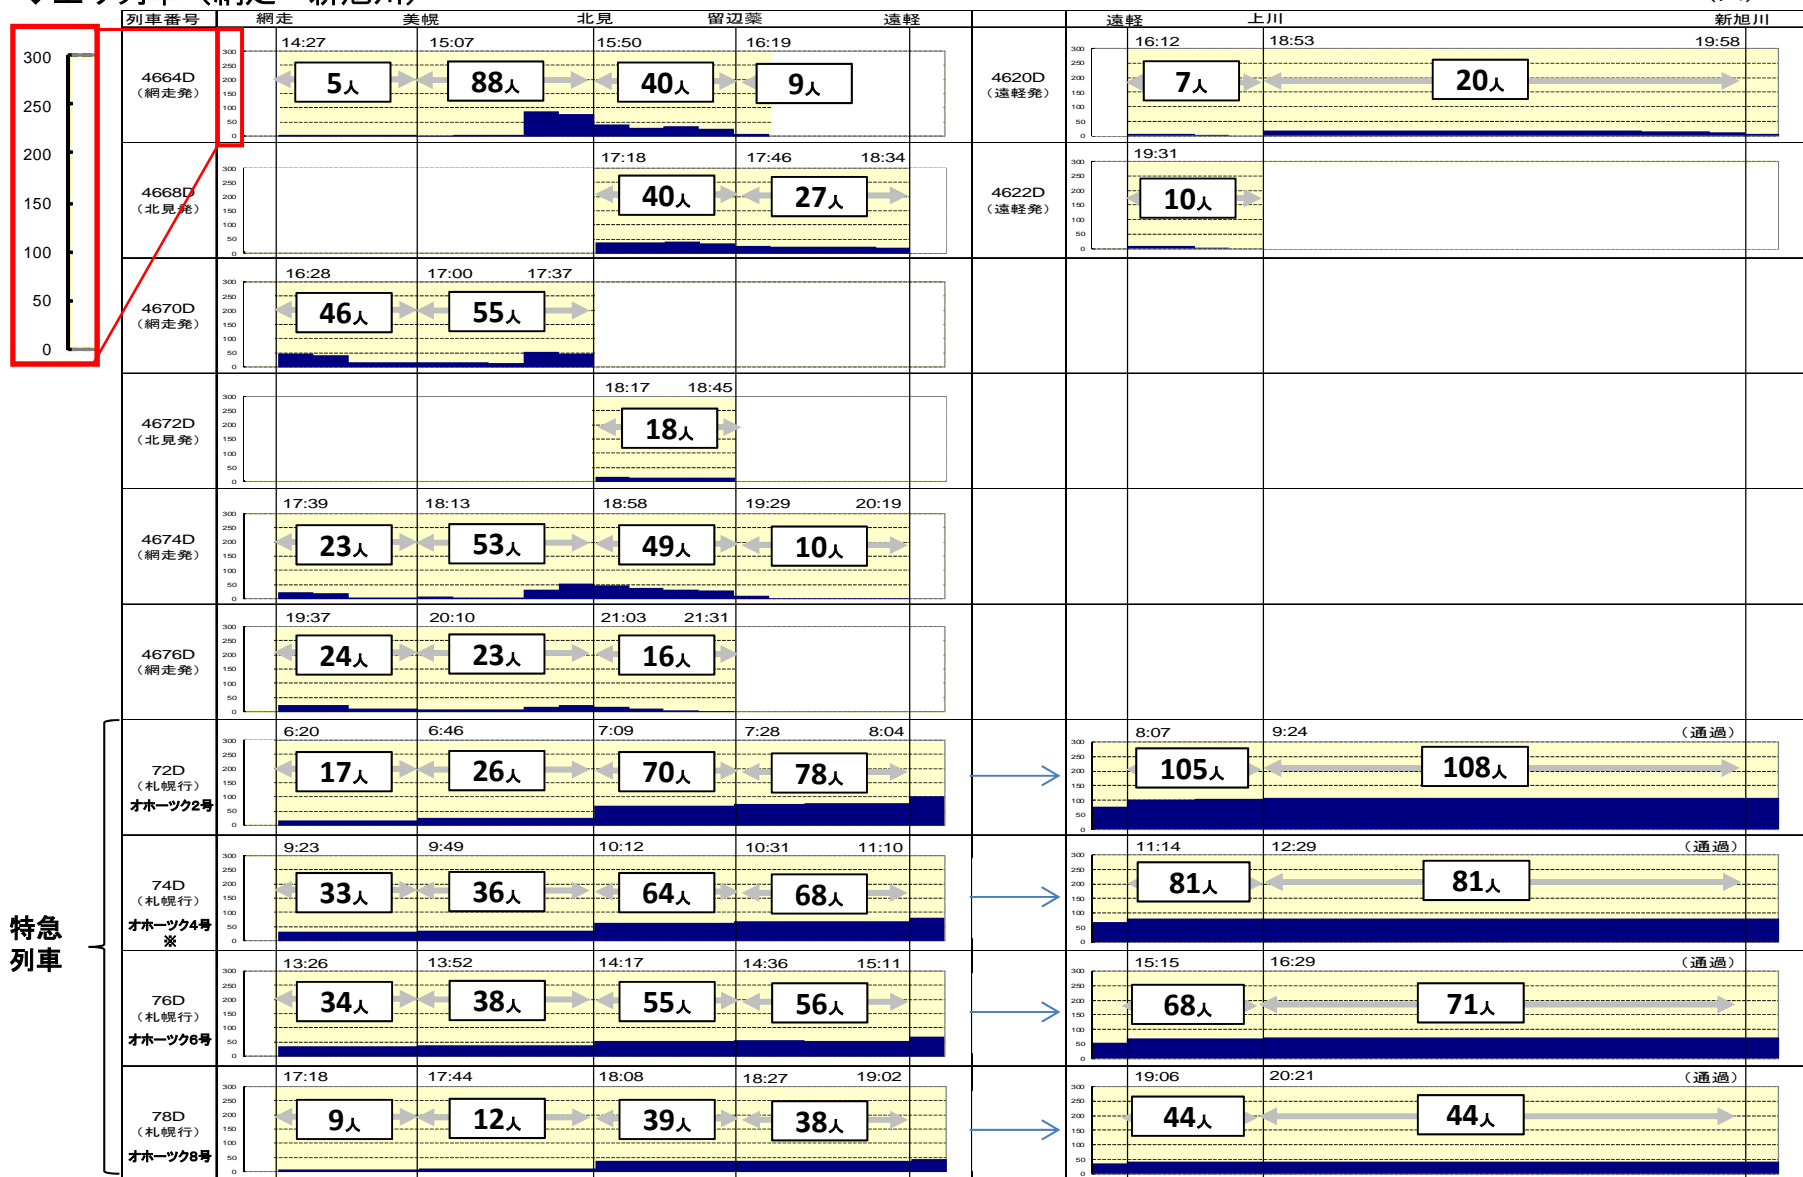 列車番号 網走 美幌 北見 留辺蘂 遠軽 遠軽 上川 新旭川
300
250
200
150
100
50
0
4664D
（網走発）
14:27 15:07 15:50 16:19
5人 88人 40人 9人
4620D
（遠軽発）
16:12 18:53 19:58
7人 20人
4668D
（北見発）
17:18 17:46 18:34
40人 27人
4622D
（遠軽発）
19:31
10人
4670D
（網走発）
16:28 17:00 17:37
46人 55人
4672D
（北見発）
18:17 18:45
18人
4674D
（網走発）
17:39 18:13 18:58 19:29 20:19
23人 53人 49人 10人
4676D
（網走発）
19:37 20:10 21:03 21:31
24人 23人 16人
特急
列車
72D
（札幌行）
オホーツク2号
6:20 6:46 7:09 7:28 8:04
17人 26人 70人 78人
8:07 9:24 （通過）
105人 108人
74D
（札幌行）
オホーツク4号
※
9:23 9:49 10:12 10:31 11:10
33人 36人 64人 68人
11:14 12:29 （通過）
81人 81人
76D
（札幌行）
オホーツク6号
13:26 13:52 14:17 14:36 15:11
34人 38人 55人 56人
15:15 16:29 （通過）
68人 71人
78D
（札幌行）
オホーツク8号
17:18 17:44 18:08 18:27 19:02
9人 12人 39人 38人
19:06 20:21 （通過）
44人 44人